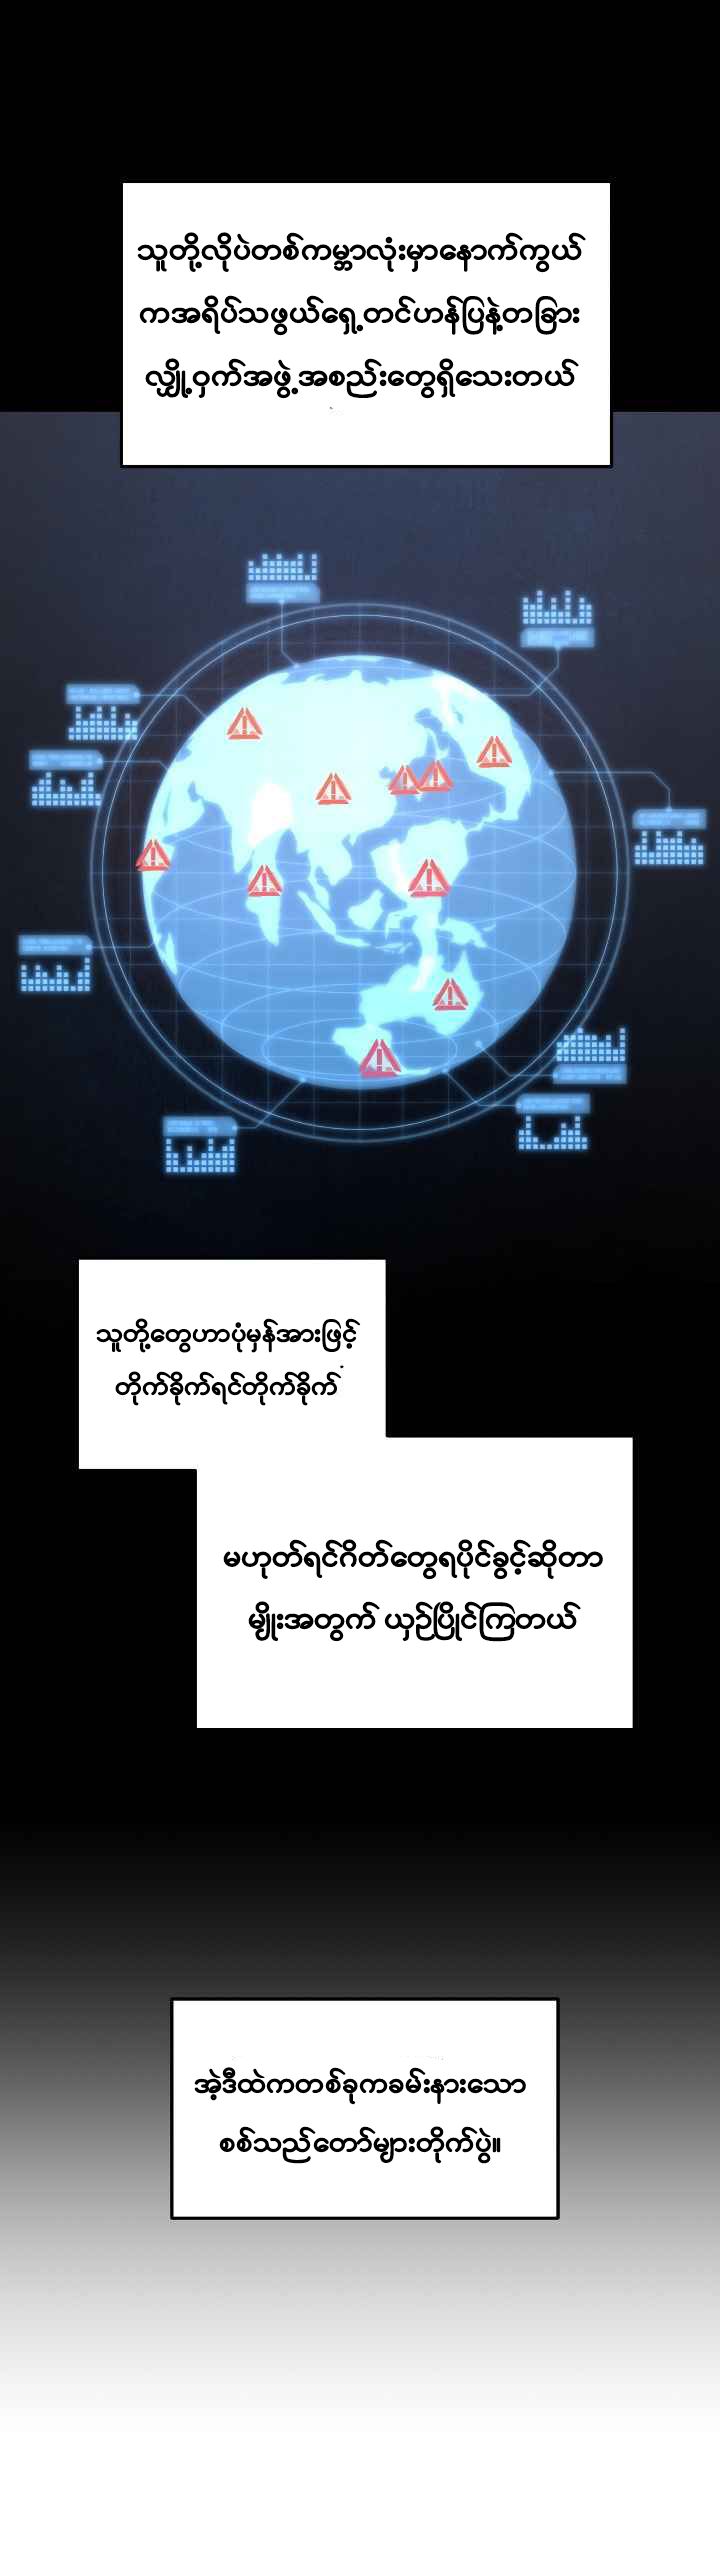 သူတို့လိုပဲတစ်ကမ္ဘာလုံးမှာနောက်ကွယ်
ကအရိပ်သဖွယ်ရှေ့တင်ဟန်ပြနဲ့တခြား
လျှို့ဝှက်အဖွဲ့အစည်းတွေရှိသေးတယ်
သူတို့တွေဟာပုံမှန်အားဖြင့်
တိုက်ခိုက်ရင်တိုက်ခိုက်
မဟုတ်ရင်ဂိတ်တွေရပိုင်ခွင့်ဆိုတာ
မျိုးအတွက် ယှဉ်ပြိုင်ကြတယ်
အဲ့ဒီထဲကတစ်ခုကခမ်းနားသော
စစ်သည်တော်များတိုက်ပွဲ။